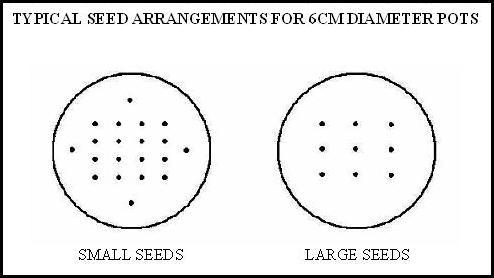 TYPICAL SEED ARRANGEMENTS FOR 6CM DIAMETER POTS
SMALL SEEDS
LARGE SEEDS